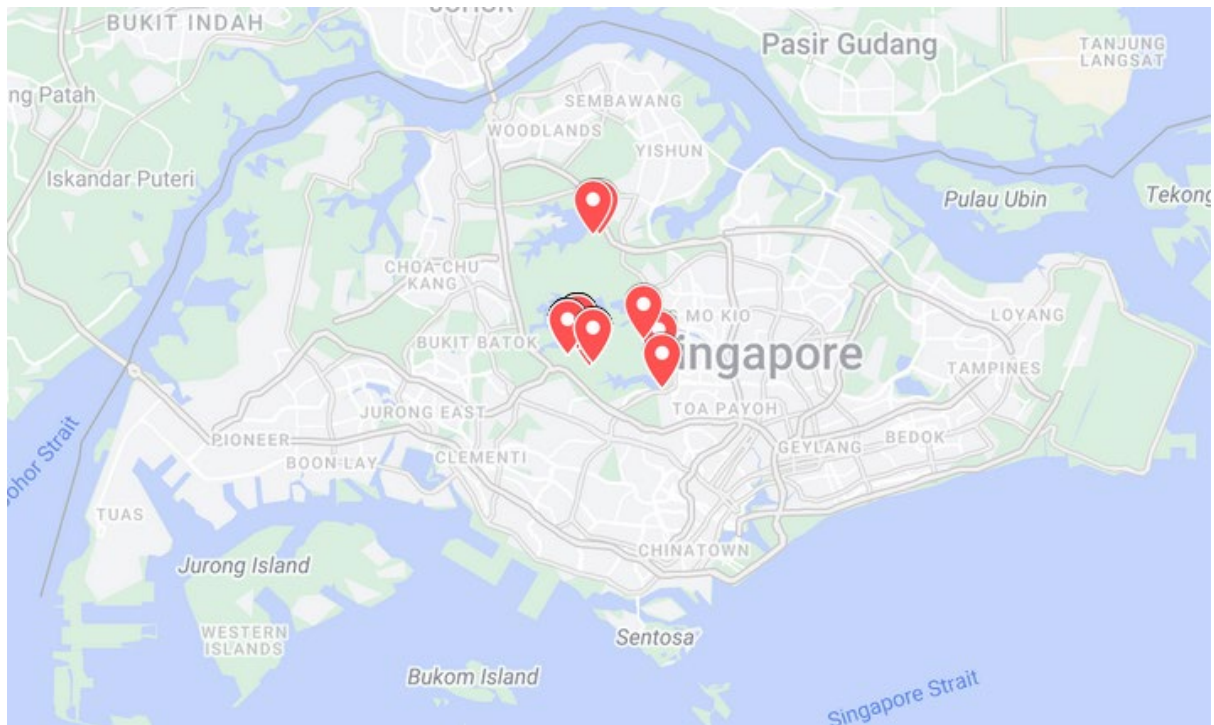 BUKIT INDAH
JOHOR
Pasir Gudang
TANJUNG
LANGSAT
ng Patah
SEMBAWANG
WOODLANDS
YISHUN
Iskandar Puteri
Pulau Ubin
Tekong
CHOA CHU
KANG
G MO KIO
LOYANG
BUKIT BATOK
ingapore
TAMPINES
JURONG EAST
TOA PAYOH
PIONEER
BEDOK
GEYLANG
BOON LAY
CLEMENTI
Johor Strait
TUAS
CHINATOWN
Jurong Island
WESTERN
ISLANDS
Sentosa
Bukom Island
Singapore Strait